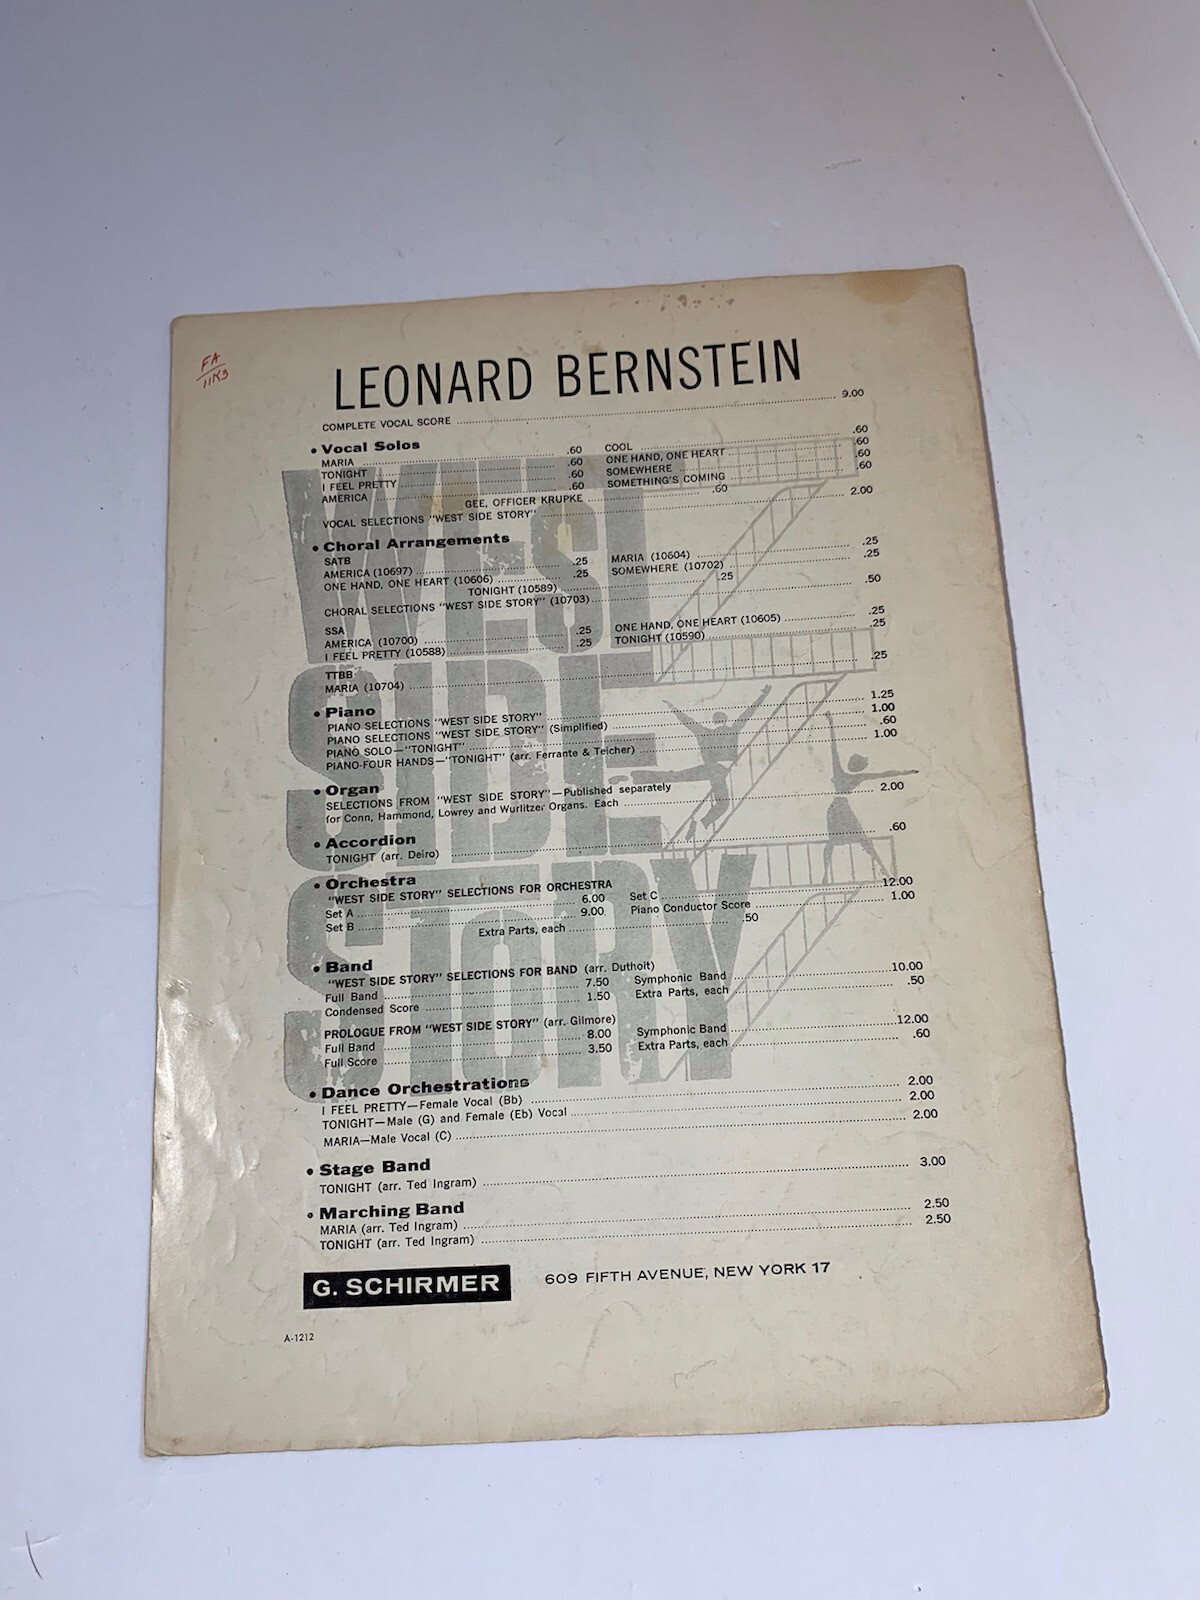 FA
11K3
LEONARD BERNSTEIN
COMPLETE VOCAL SCORE 9.00
• Vocal Solos
MARIA .60 COOL .60
TONIGHT .60 ONE HAND, ONE HEART .60
I FEEL PRETTY .60 SOMEWHERE .60
AMERICA .60 SOMETHING'S COMING .60
GEE, OFFICER KRUPKE .60
VOCAL SELECTIONS "WEST SIDE STORY" 2.00
• Choral Arrangements
SATB
AMERICA (10697) .25 MARIA (10604) .25
ONE HAND, ONE HEART (10606) .25 SOMEWHERE (10702) .25
TONIGHT (10589) .25
CHORAL SELECTIONS "WEST SIDE STORY" (10703) .50
SSA
AMERICA (10700) .25 ONE HAND, ONE HEART (10605) .25
I FEEL PRETTY (10588) .25 TONIGHT (10590) .25
TTBB
MARIA (10704) .25
• Piano
PIANO SELECTIONS "WEST SIDE STORY" 1.25
PIANO SELECTIONS "WEST SIDE STORY" (Simplified) 1.00
PIANO SOLO—"TONIGHT" .60
PIANO-FOUR HANDS—"TONIGHT" (arr. Ferrante & Teicher) 1.00
• Organ
SELECTIONS FROM "WEST SIDE STORY"—Published separately
for Conn, Hammond, Lowrey and Wurlitzer Organs. Each 2.00
• Accordion
TONIGHT (arr. Deiro) .60
• Orchestra
"WEST SIDE STORY" SELECTIONS FOR ORCHESTRA
Set A 6.00 Set C 12.00
Set B 9.00 Piano Conductor Score 1.00
Extra Parts, each .50
• Band
"WEST SIDE STORY" SELECTIONS FOR BAND (arr. Duthoit)
Full Band 7.50 Symphonic Band 10.00
Condensed Score 1.50 Extra Parts, each .50
PROLOGUE FROM "WEST SIDE STORY" (arr. Gilmore)
Full Band 8.00 Symphonic Band 12.00
Full Score 3.50 Extra Parts, each .60
• Dance Orchestrations
I FEEL PRETTY—Female Vocal (Bb) 2.00
TONIGHT—Male (G) and Female (Eb) Vocal 2.00
MARIA—Male Vocal (C) 2.00
• Stage Band
TONIGHT (arr. Ted Ingram) 3.00
• Marching Band
MARIA (arr. Ted Ingram) 2.50
TONIGHT (arr. Ted Ingram) 2.50
WEST
SIDE
STORY
G. SCHIRMER 609 FIFTH AVENUE, NEW YORK 17
A-1212